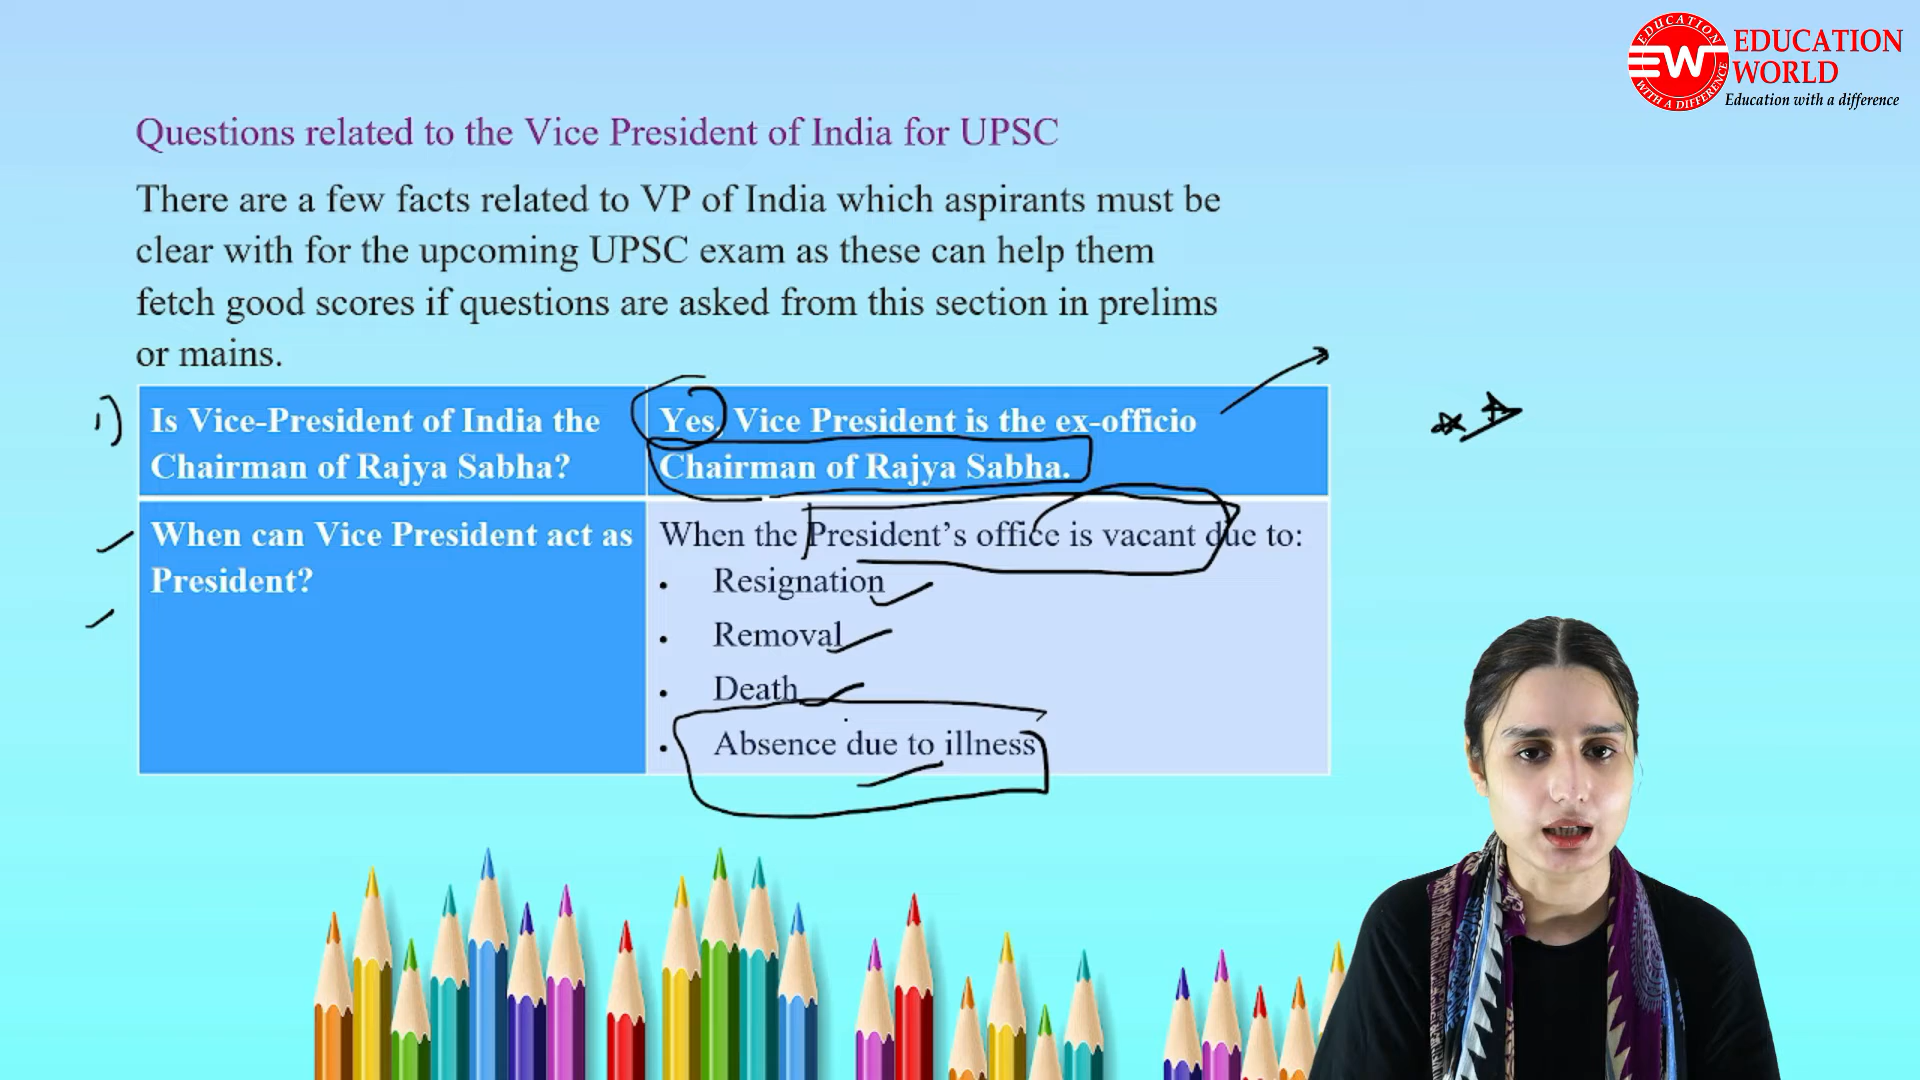 EDUCATION
WITH A DIFFERENCE
EW
EDUCATION
WORLD
Education with a difference
Questions related to the Vice President of India for UPSC
There are a few facts related to VP of India which aspirants must be
clear with for the upcoming UPSC exam as these can help them
fetch good scores if questions are asked from this section in prelims
or mains.
1)
Is Vice-President of India the
Chairman of Rajya Sabha?
Yes, Vice President is the ex-officio
Chairman of Rajya Sabha.
When can Vice President act as
President?
When the President’s office is vacant due to:
• Resignation
• Removal
• Death
• Absence due to illness